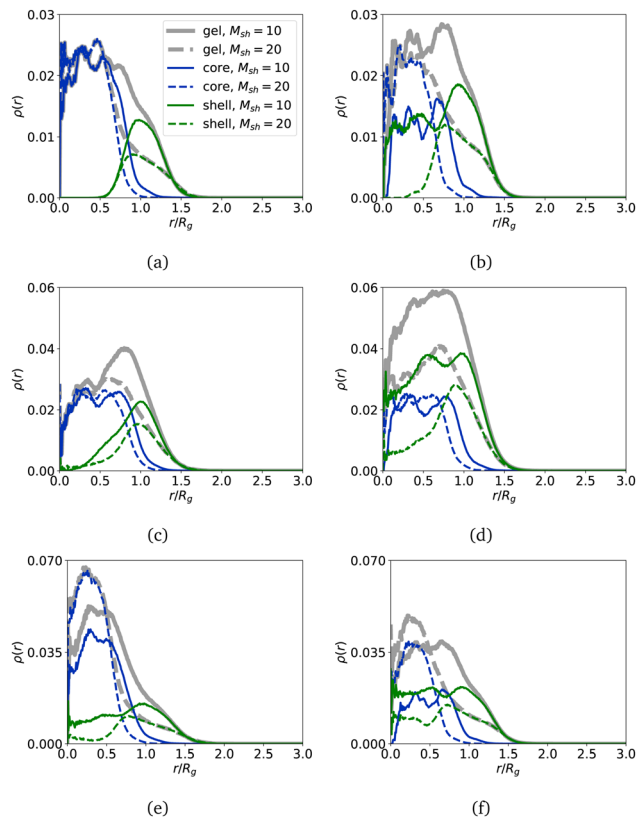 0.03
0.02
0.01
0.00
ρ(r)
gel, M_sh = 10
gel, M_sh = 20
core, M_sh = 10
core, M_sh = 20
shell, M_sh = 10
shell, M_sh = 20
0.0 0.5 1.0 1.5 2.0 2.5 3.0
r/R_g
(a)
0.03
0.02
0.01
0.00
ρ(r)
0.0 0.5 1.0 1.5 2.0 2.5 3.0
r/R_g
(b)
0.06
0.04
0.02
0.00
ρ(r)
0.0 0.5 1.0 1.5 2.0 2.5 3.0
r/R_g
(c)
0.06
0.04
0.02
0.00
ρ(r)
0.0 0.5 1.0 1.5 2.0 2.5 3.0
r/R_g
(d)
0.070
0.035
0.000
ρ(r)
0.0 0.5 1.0 1.5 2.0 2.5 3.0
r/R_g
(e)
0.070
0.035
0.000
ρ(r)
0.0 0.5 1.0 1.5 2.0 2.5 3.0
r/R_g
(f)